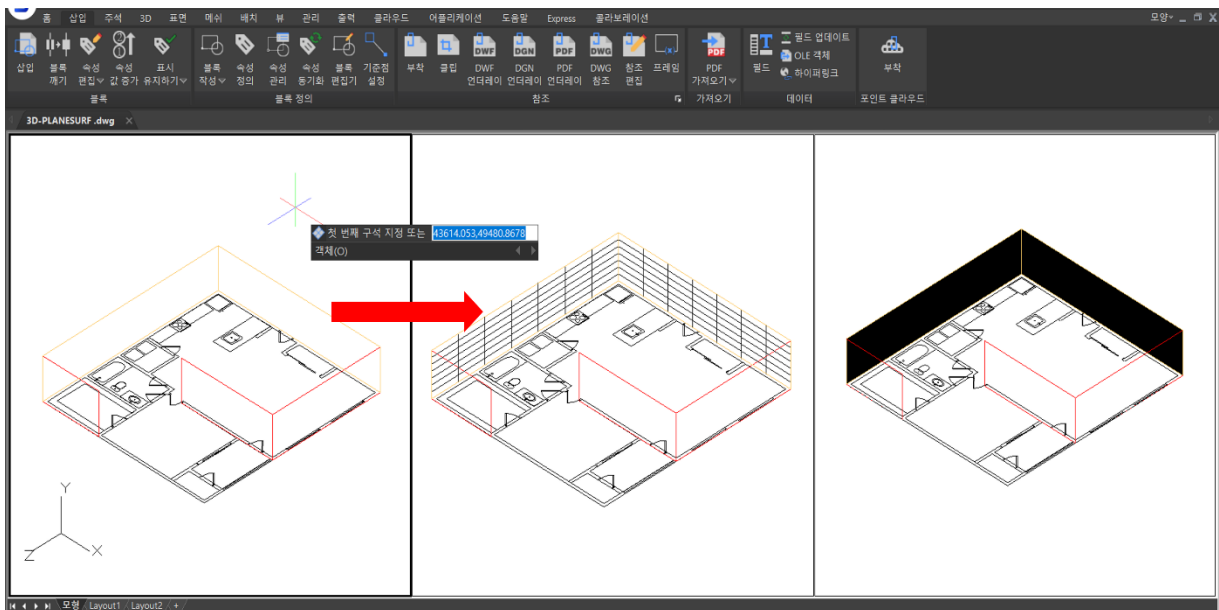 홈 삽입 주석 3D 표면 메쉬 배치 뷰 관리 출력 클라우드 어플리케이션 도움말 Express 콜라보레이션 모양
삽입 블록 깨기 속성 편집 속성 값 증가 표시 유지하기
블록
블록 작성 속성 정의 속성 관리 속성 동기화 블록 편집기 기준점 설정
블록 정의
부착 클립 DWF 언더레이 DGN 언더레이 PDF 언더레이 DWG 참조 참조 편집 프레임
DWF DGN PDF DWG
참조
PDF
PDF 가져오기
가져오기
필드 필드 업데이트
OLE 객체
하이퍼링크
데이터
부착
포인트 클라우드
3D-PLANESURF.dwg
첫 번째 구석 지정 또는 43614.053,49480.8678
객체(O)
Y
Z X
모형 Layout1 Layout2 +